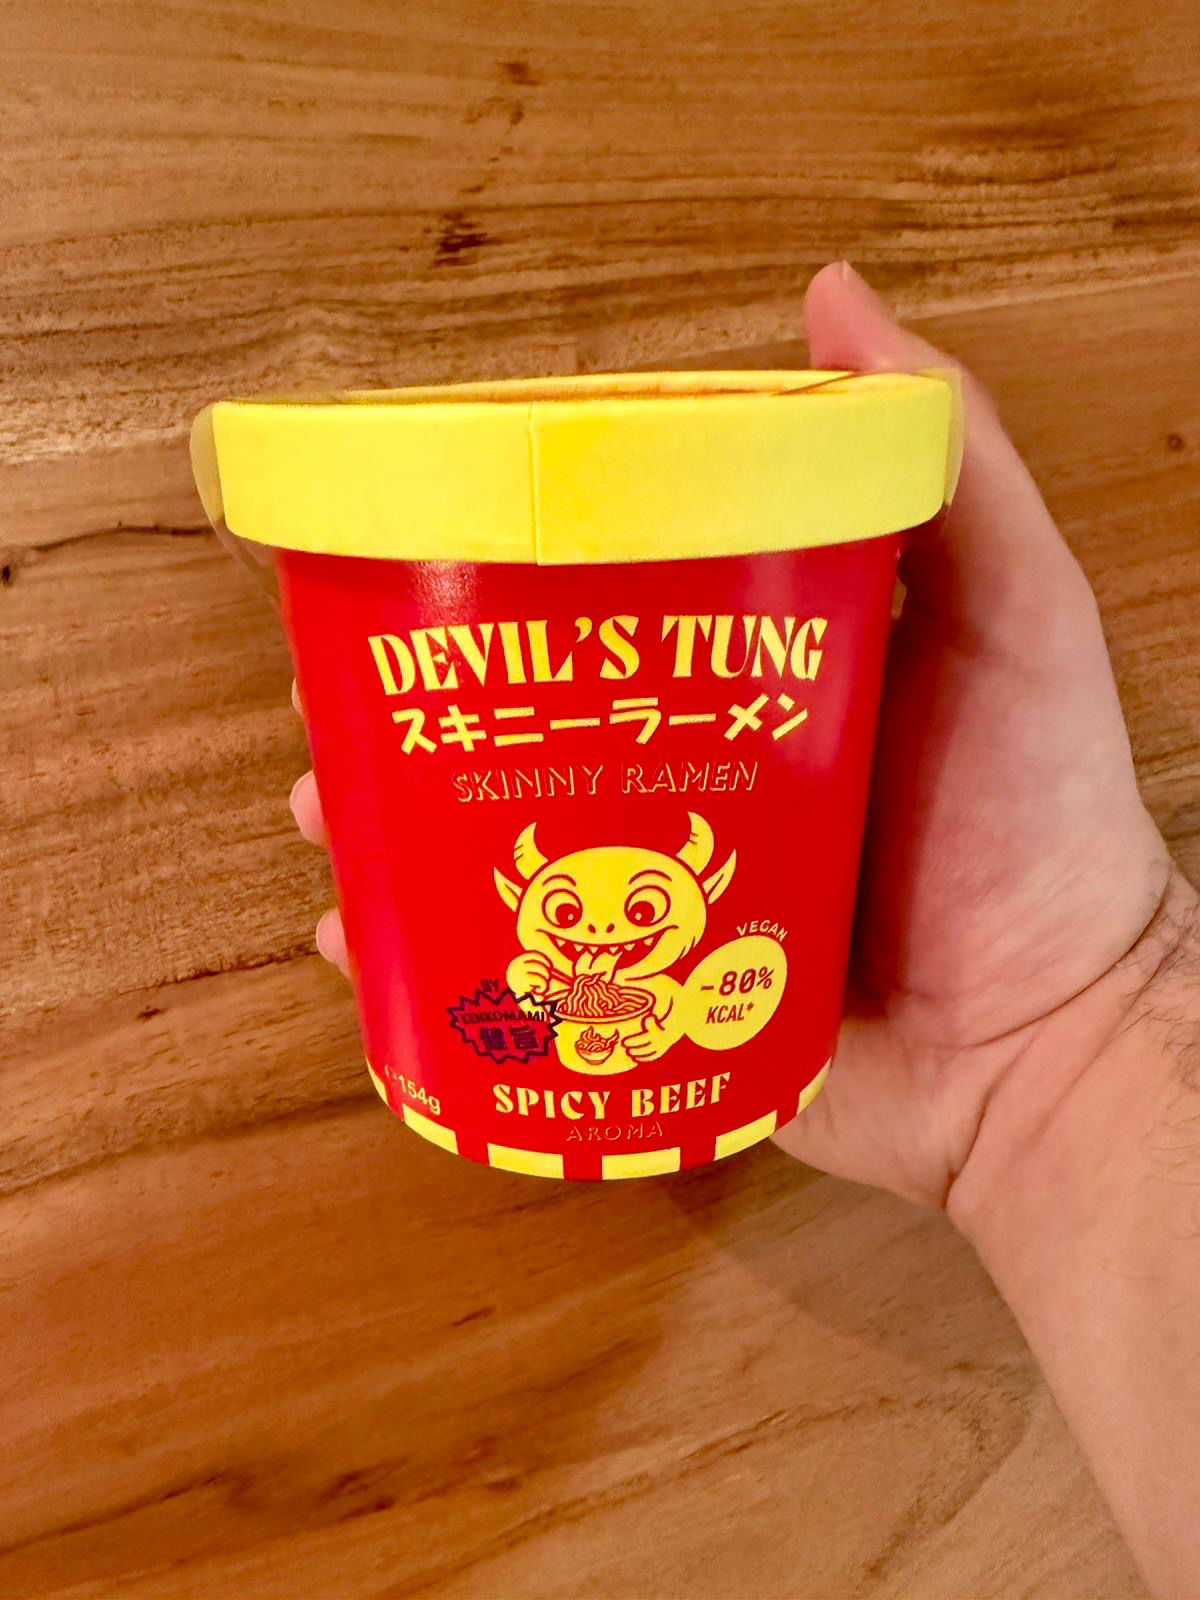 DEVIL'S TUNG
スキニーラーメン
SKINNY RAMEN
VEGAN
-80%
KCAL*
BY
KENKOMAMI
健旨
154g
SPICY BEEF
AROMA